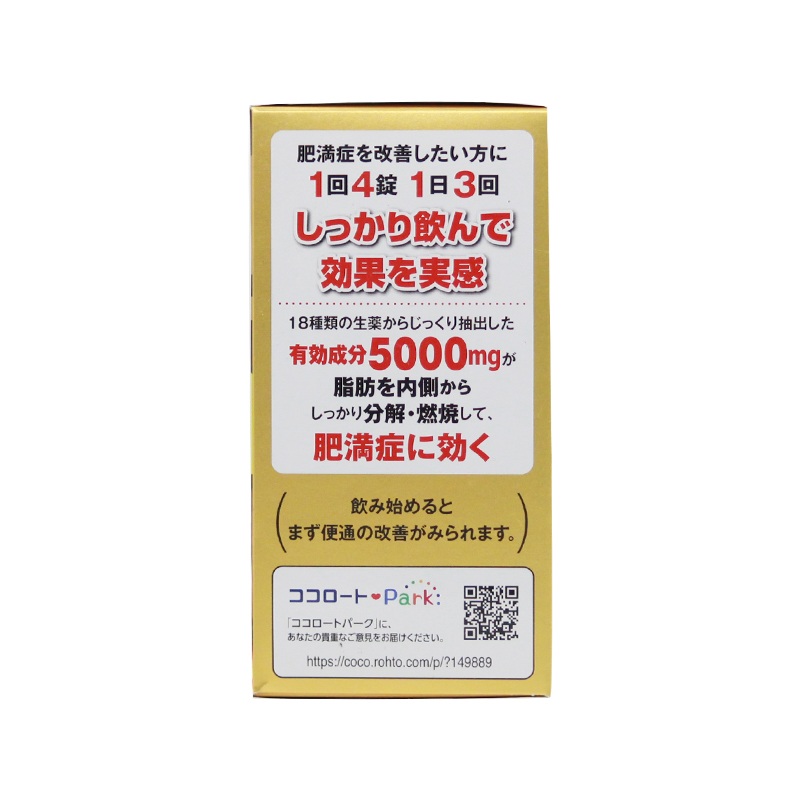 肥満症を改善したい方に
1回4錠 1日3回
しっかり飲んで
効果を実感
18種類の生薬からじっくり抽出した
有効成分5000mgが
脂肪を内側から
しっかり分解・燃焼して、
肥満症に効く
(飲み始めると
まず便通の改善がみられます。)
ココロート♥Park:
「ココロートパーク」に、
あなたの貴重なご意見をお届けください。
https://coco.rohto.com/p/?149889